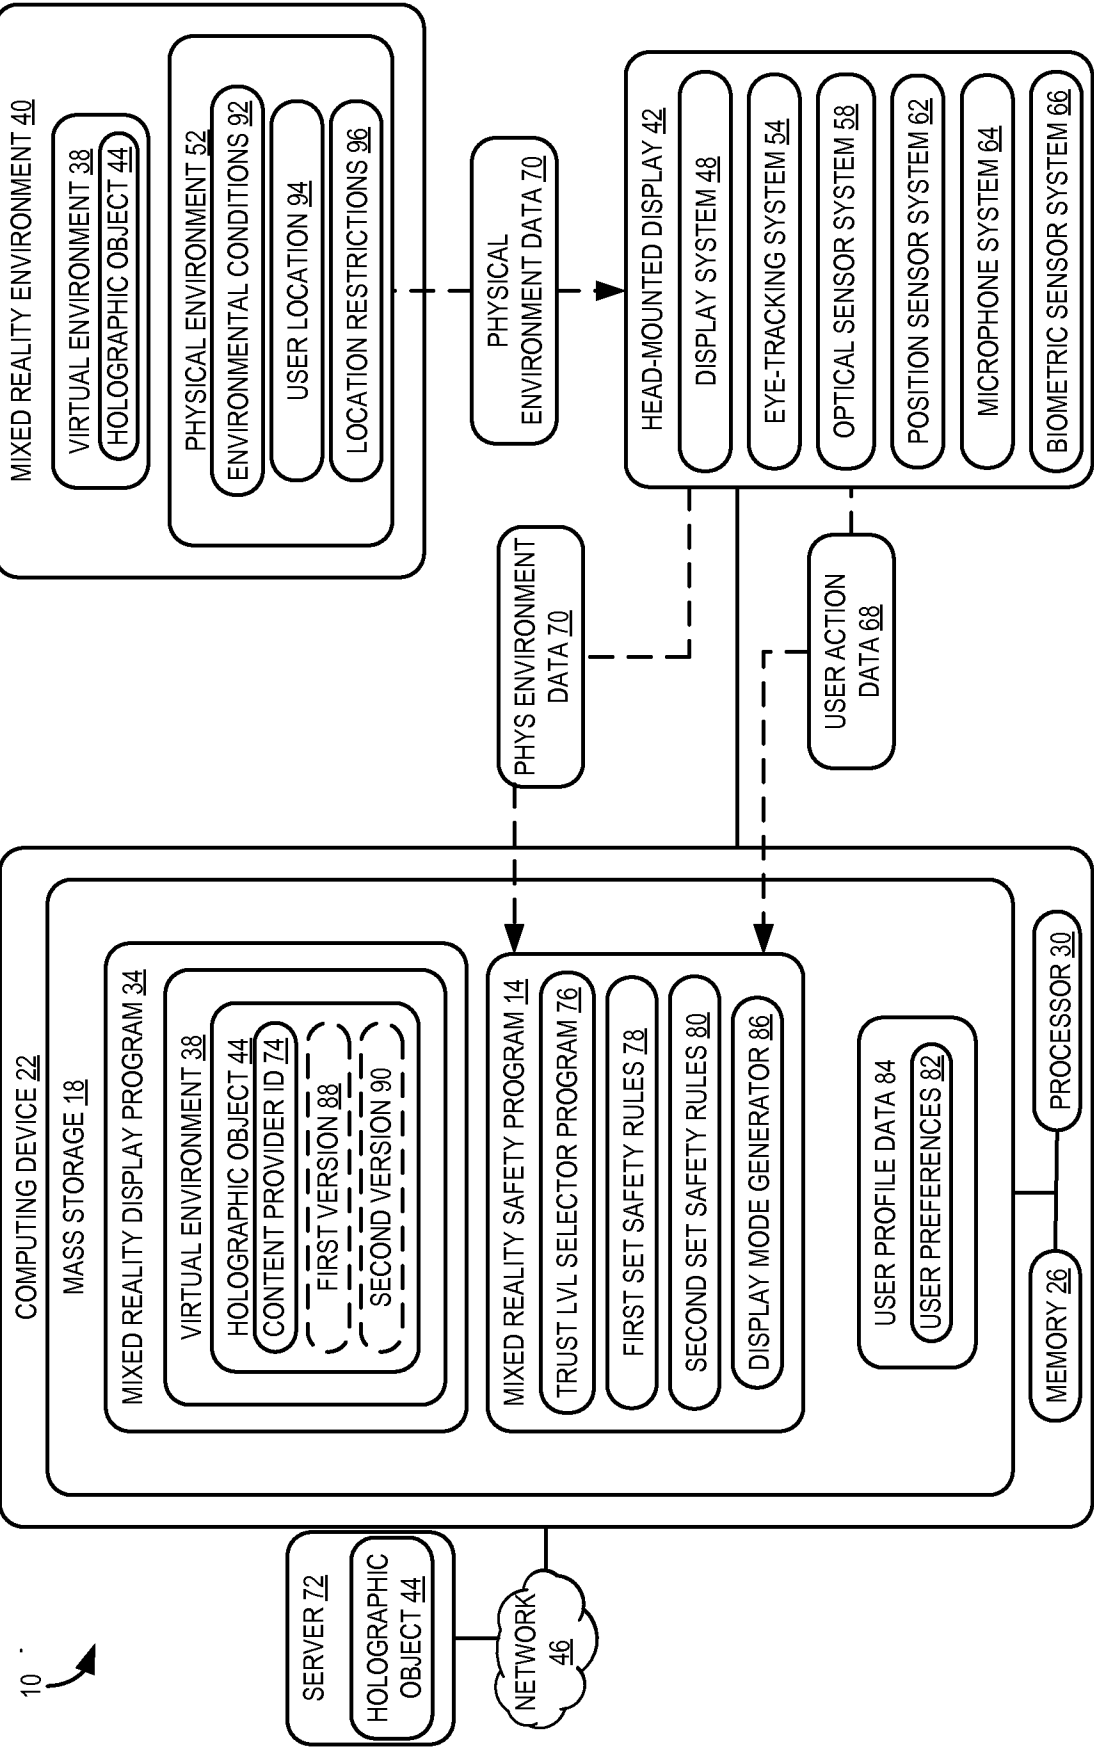 10
SERVER 72
HOLOGRAPHIC
OBJECT 44
NETWORK
46
COMPUTING DEVICE 22
MASS STORAGE 18
MIXED REALITY DISPLAY PROGRAM 34
VIRTUAL ENVIRONMENT 38
HOLOGRAPHIC OBJECT 44
CONTENT PROVIDER ID 74
FIRST VERSION 88
SECOND VERSION 90
MIXED REALITY SAFETY PROGRAM 14
TRUST LVL SELECTOR PROGRAM 76
FIRST SET SAFETY RULES 78
SECOND SET SAFETY RULES 80
DISPLAY MODE GENERATOR 86
USER PROFILE DATA 84
USER PREFERENCES 82
MEMORY 26
PROCESSOR 30
PHYS ENVIRONMENT
DATA 70
USER ACTION
DATA 68
MIXED REALITY ENVIRONMENT 40
VIRTUAL ENVIRONMENT 38
HOLOGRAPHIC OBJECT 44
PHYSICAL ENVIRONMENT 52
ENVIRONMENTAL CONDITIONS 92
USER LOCATION 94
LOCATION RESTRICTIONS 96
PHYSICAL
ENVIRONMENT DATA 70
HEAD-MOUNTED DISPLAY 42
DISPLAY SYSTEM 48
EYE-TRACKING SYSTEM 54
OPTICAL SENSOR SYSTEM 58
POSITION SENSOR SYSTEM 62
MICROPHONE SYSTEM 64
BIOMETRIC SENSOR SYSTEM 66